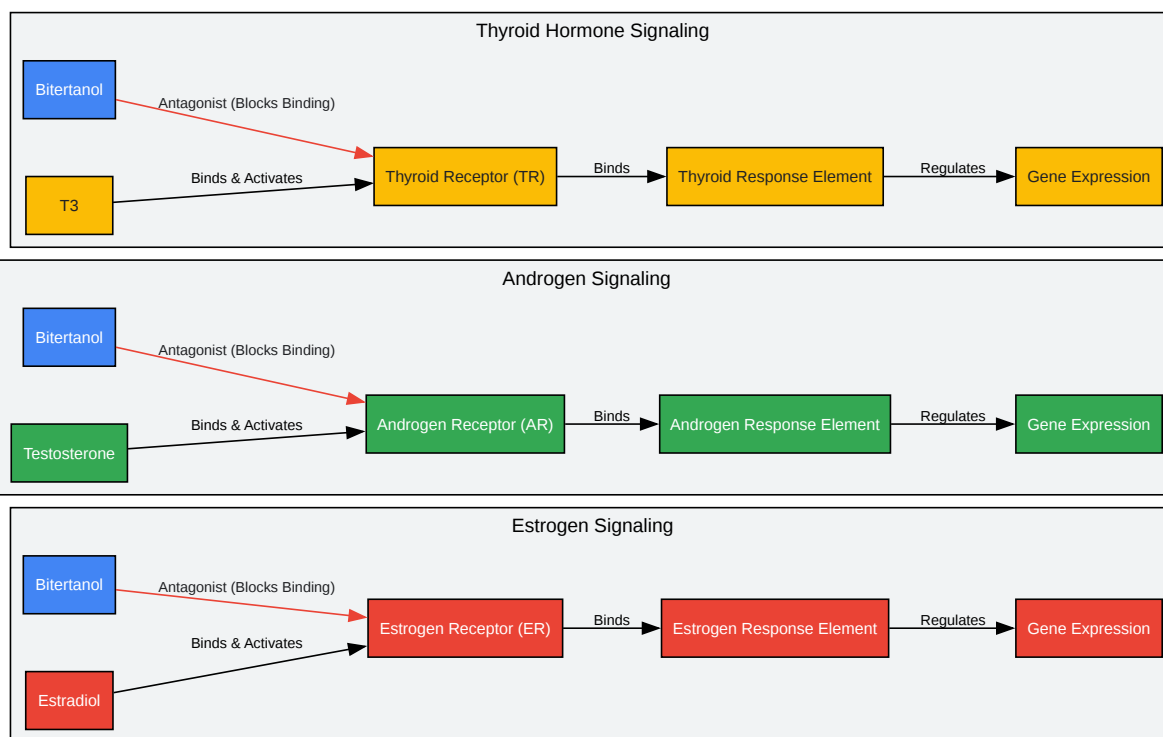 Thyroid Hormone Signaling
Bitertanol
Antagonist (Blocks Binding)
T3
Binds & Activates
Thyroid Receptor (TR)
Binds
Thyroid Response Element
Regulates
Gene Expression
Androgen Signaling
Bitertanol
Antagonist (Blocks Binding)
Testosterone
Binds & Activates
Androgen Receptor (AR)
Binds
Androgen Response Element
Regulates
Gene Expression
Estrogen Signaling
Bitertanol
Antagonist (Blocks Binding)
Estradiol
Binds & Activates
Estrogen Receptor (ER)
Binds
Estrogen Response Element
Regulates
Gene Expression